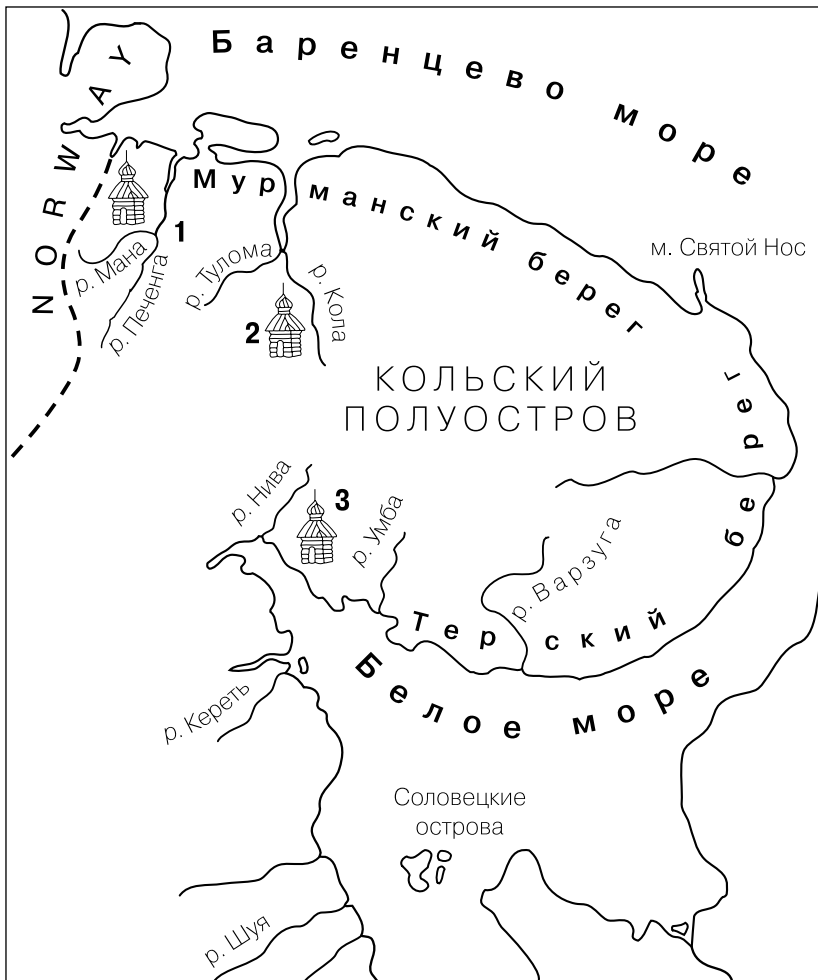 Баренцево море
NORWAY
Мурманский берег
м. Святой Нос
1
р. Мана
р. Печенга
р. Тулома
р. Кола
2
КОЛЬСКИЙ
ПОЛУОСТРОВ
р. Нива
3
р. Умба
р. Варзуга
Терский берег
Белое море
р. Кереть
Соловецкие
острова
р. Шуя